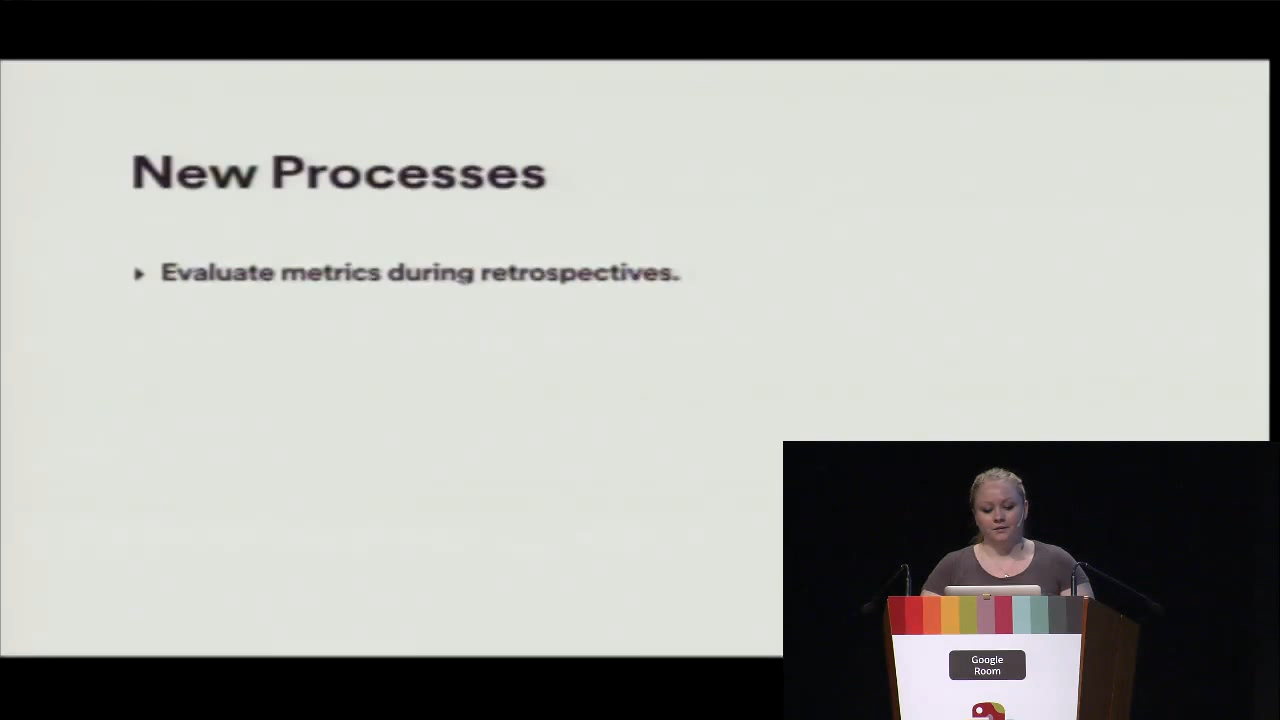 New Processes
▸ Evaluate metrics during retrospectives.
Google
Room